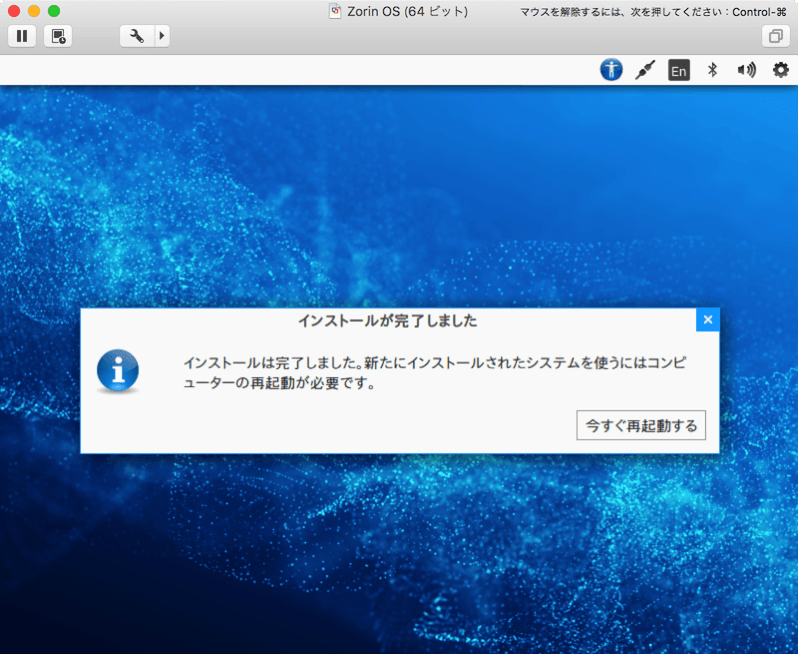 Zorin OS (64 ビット)
マウスを解除するには、次を押してください：Control-⌘
En
インストールが完了しました
インストールは完了しました。新たにインストールされたシステムを使うにはコンピ
ューターの再起動が必要です。
今すぐ再起動する